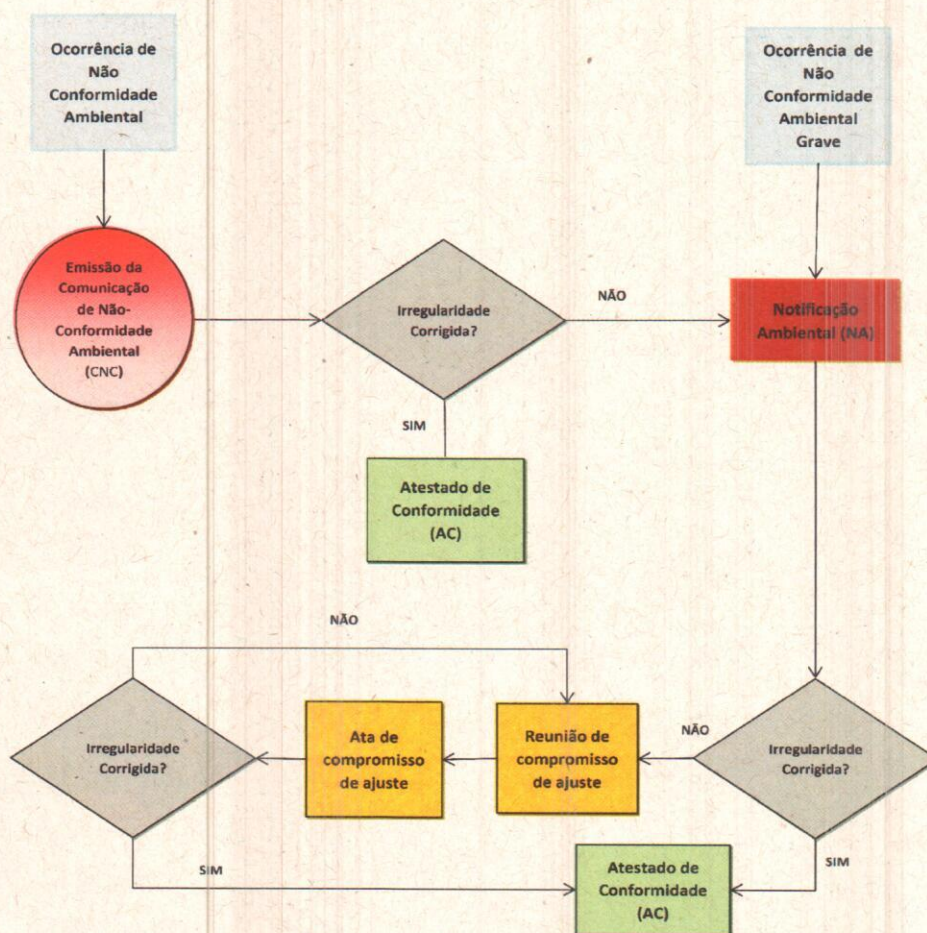 Ocorrência de
Não
Conformidade
Ambiental
Ocorrência de
Não
Conformidade
Ambiental
Grave
Emissão da
Comunicação
de Não-
Conformidade
Ambiental
(CNC)
Irregularidade
Corrigida?
NÃO
Notificação
Ambiental (NA)
SIM
Atestado de
Conformidade
(AC)
NÃO
Irregularidade
Corrigida?
Ata de
compromisso
de ajuste
Reunião de
compromisso
de ajuste
NÃO
Irregularidade
Corrigida?
SIM
Atestado de
Conformidade
(AC)
SIM